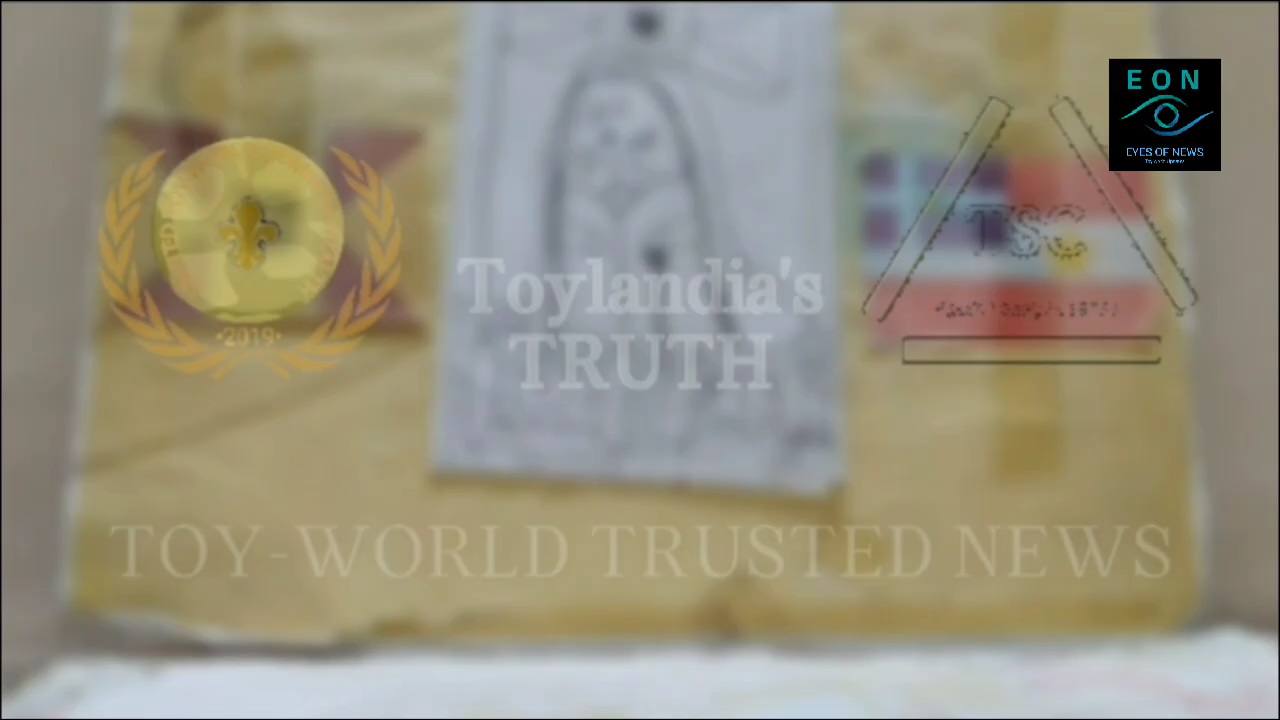 EON
EYES OF NEWS
TSC
Toylandia's
TRUTH
·2019·
TOY-WORLD TRUSTED NEWS